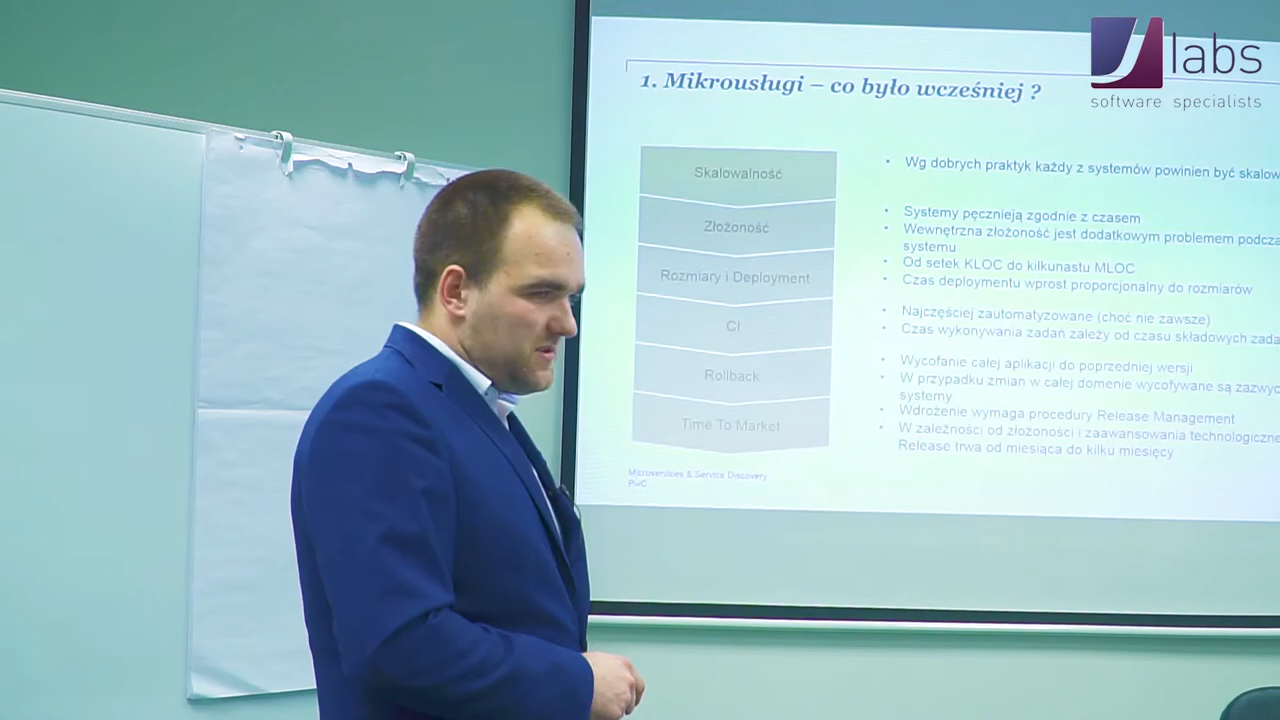 labs
software specialists
1. Mikrousługi – co było wcześniej ?
Skalowalność
Wg dobrych praktyk każdy z systemów powinien być skalow
Złożoność
• Systemy pęcznieją zgodnie z czasem
• Wewnętrzna złożoność jest dodatkowym problemem podcza
systemu
Rozmiary i Deployment
• Od setek KLOC do kilkunastu MLOC
• Czas deploymentu wprost proporcjonalny do rozmiarów
CI
• Najczęściej zautomatyzowane (choć nie zawsze)
• Czas wykonywania zadań zależy od czasu składowych zada
Rollback
• Wycofanie całej aplikacji do poprzedniej wersji
• W przypadku zmian w całej domenie wycofywane są zazwyc
systemy
Time To Market
• Wdrożenie wymaga procedury Release Management
• W zależności od złożoności i zaawansowania technologiczne
Release trwa od miesiąca do kilku miesięcy
Microservices & Service Discovery
PwC